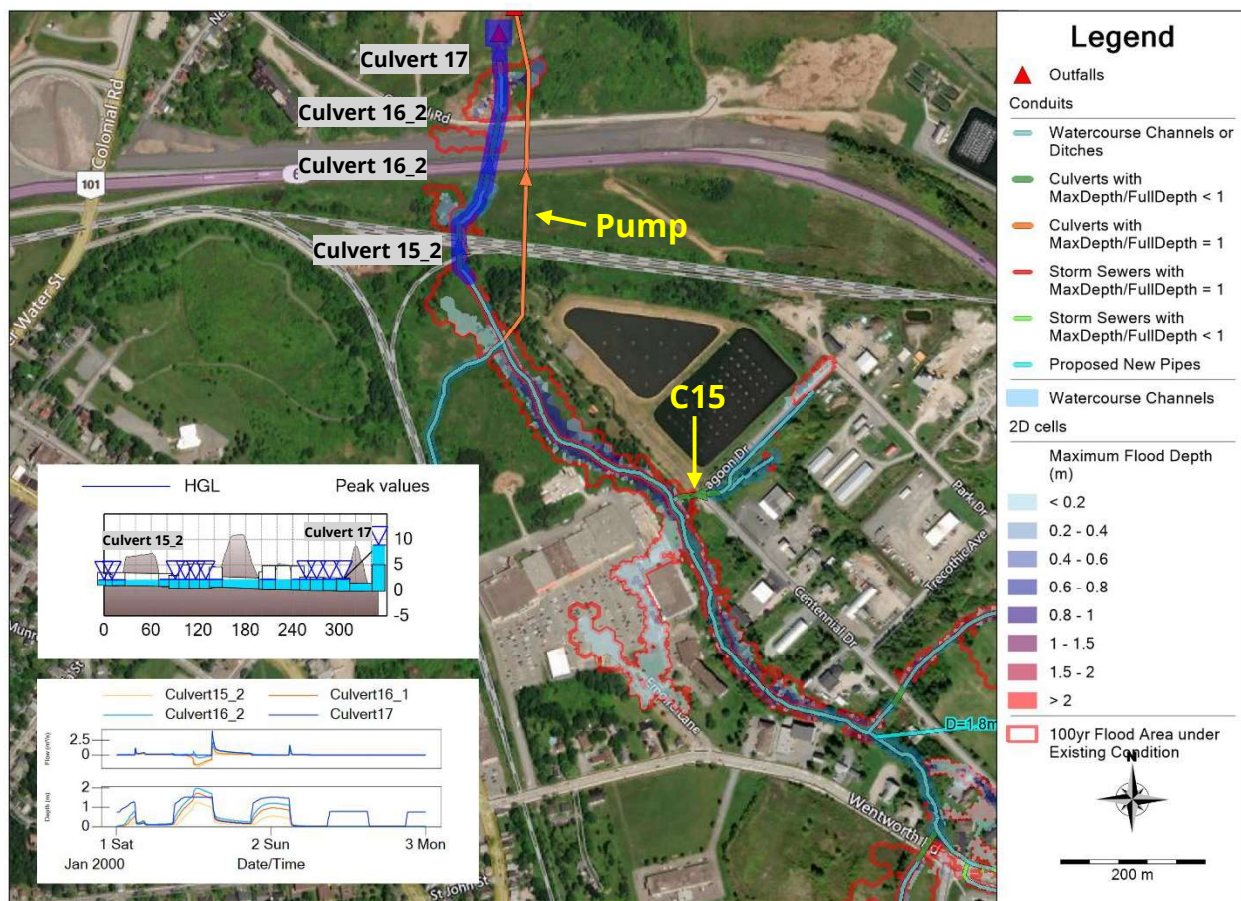 Culvert 17
Culvert 16_2
Rd
Culvert 16_2
Colonial Rd
101
6
Pump
Culvert 15_2
Water St
C15
agoon Dr
Park Dr
Trecothic Ave
Centennial Dr
Empire Lane
D=1.8m
Wentworth
St John St
HGL
Peak values
Culvert 15_2
Culvert 17
10
5
0
-5
0
60
120
180
240
300
Culvert15_2
Culvert16_1
Culvert16_2
Culvert17
Flow (m³/s)
2.5
0
Depth (m)
2
1
0
1 Sat
2 Sun
3 Mon
Jan 2000
Date/Time
Legend
Outfalls
Conduits
Watercourse Channels or
Ditches
Culverts with
MaxDepth/FullDepth < 1
Culverts with
MaxDepth/FullDepth = 1
Storm Sewers with
MaxDepth/FullDepth = 1
Storm Sewers with
MaxDepth/FullDepth < 1
Proposed New Pipes
Watercourse Channels
2D cells
Maximum Flood Depth
(m)
< 0.2
0.2 - 0.4
0.4 - 0.6
0.6 - 0.8
0.8 - 1
1 - 1.5
1.5 - 2
> 2
100yr Flood Area under
Existing Condition
N
200 m